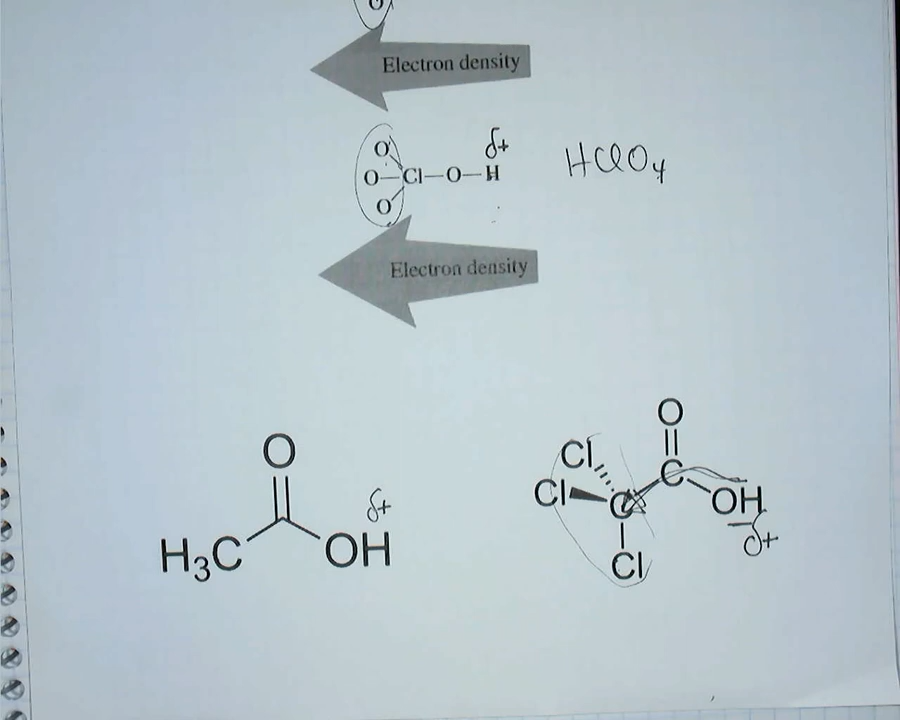 O
Electron density
O
O—Cl—O—H δ+ HClO4
O
Electron density
O
H3C OH δ+
O
Cl C
Cl C OH
δ+
Cl